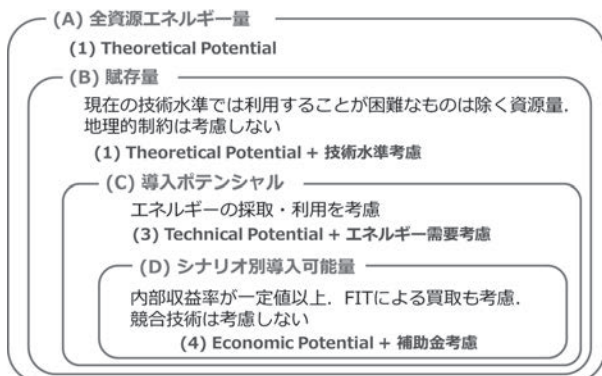 (A) 全資源エネルギー量
(1) Theoretical Potential
(B) 賦存量
現在の技術水準では利用することが困難なものは除く資源量.
地理的制約は考慮しない
(1) Theoretical Potential + 技術水準考慮
(C) 導入ポテンシャル
エネルギーの採取・利用を考慮
(3) Technical Potential + エネルギー需要考慮
(D) シナリオ別導入可能量
内部収益率が一定値以上. FITによる買取も考慮.
競合技術は考慮しない
(4) Economic Potential + 補助金考慮